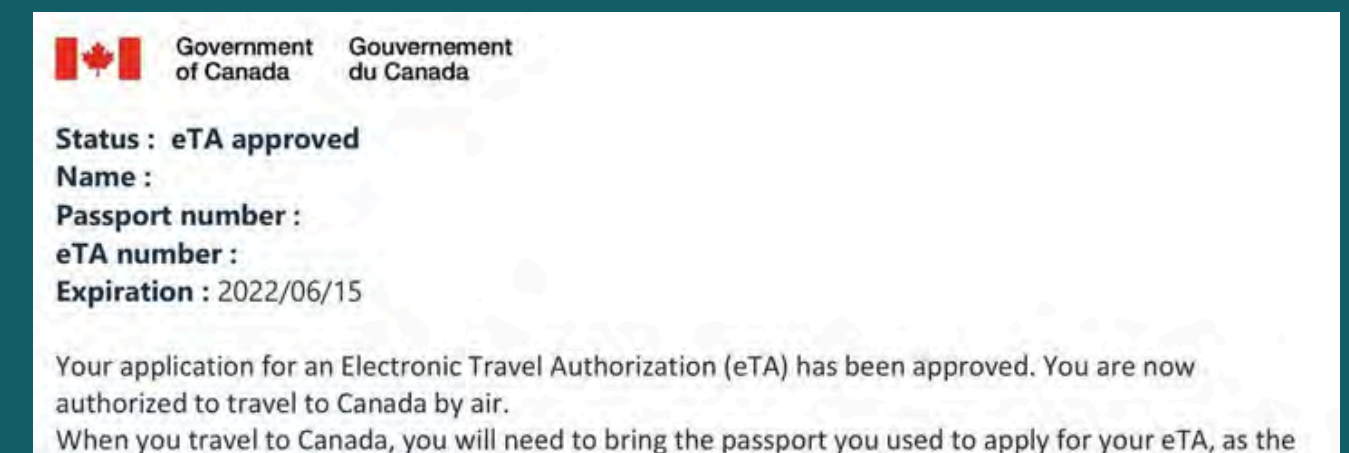 Government Gouvernement
of Canada du Canada
Status : eTA approved
Name :
Passport number :
eTA number :
Expiration : 2022/06/15
Your application for an Electronic Travel Authorization (eTA) has been approved. You are now
authorized to travel to Canada by air.
When you travel to Canada, you will need to bring the passport you used to apply for your eTA, as the